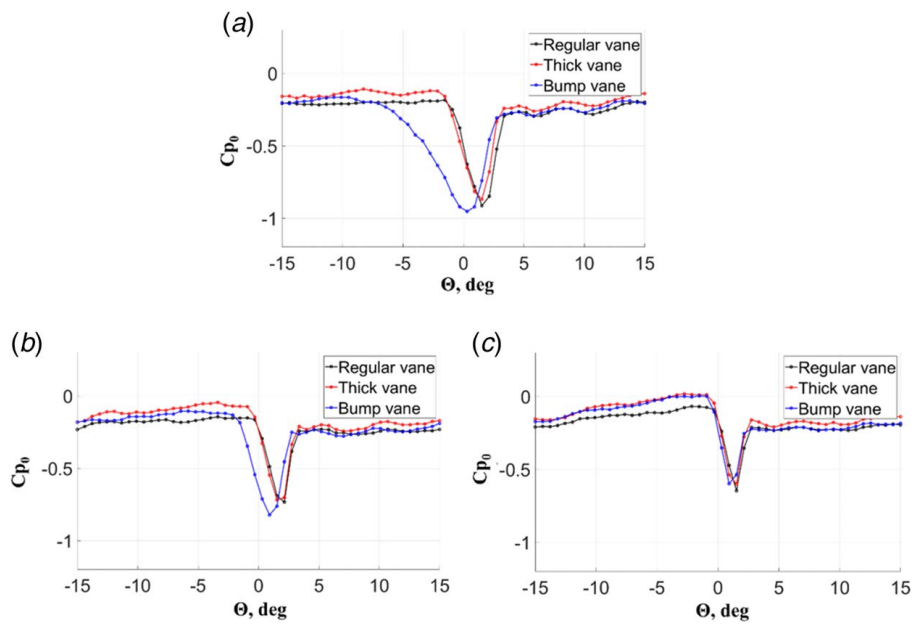 (a)
Regular vane
Thick vane
Bump vane
0
-0.5
-1
Cp0
-15 -10 -5 0 5 10 15
Θ, deg
(b)
Regular vane
Thick vane
Bump vane
0
-0.5
-1
Cp0
-15 -10 -5 0 5 10 15
Θ, deg
(c)
Regular vane
Thick vane
Bump vane
0
-0.5
-1
Cp0
-15 -10 -5 0 5 10 15
Θ, deg